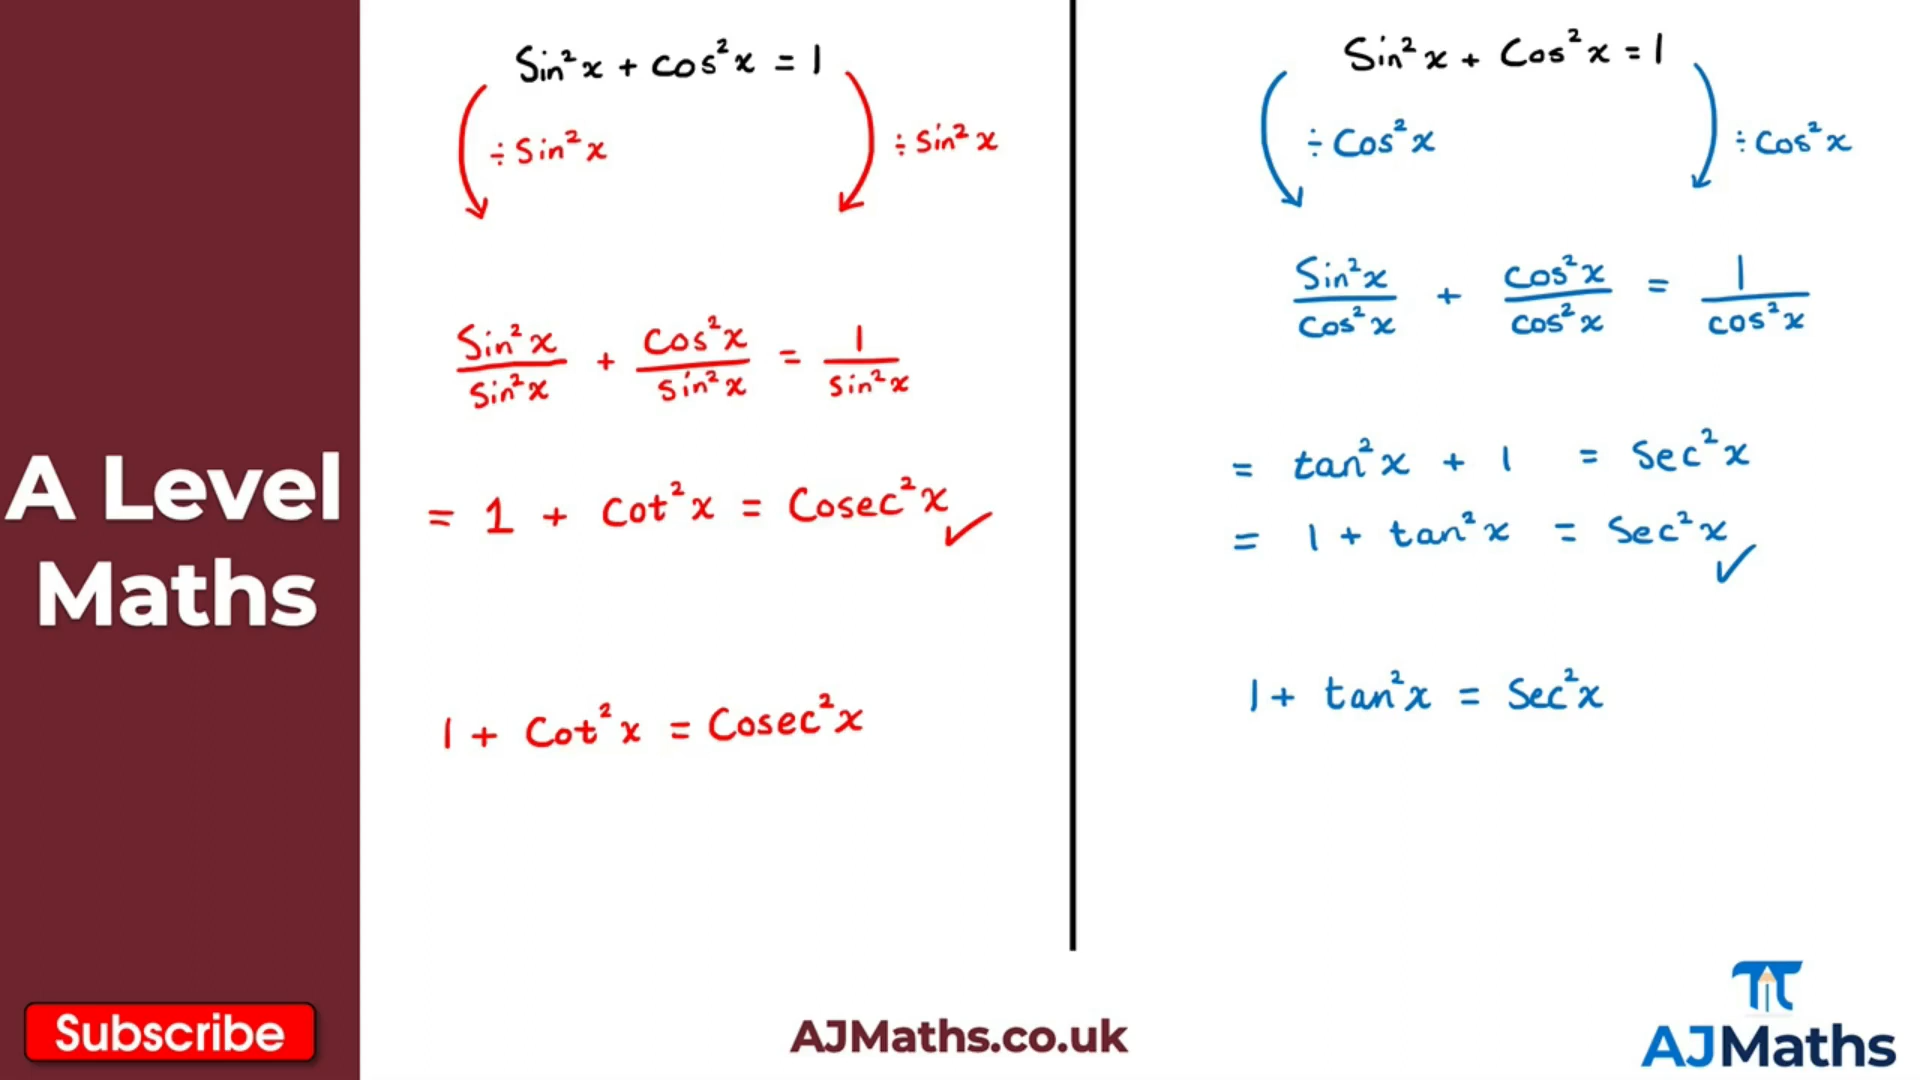 A Level
Maths
Subscribe
Sin²x + cos²x = 1
÷ Sin²x ÷ Sin²x
Sin²x/Sin²x + Cos²x/Sin²x = 1/Sin²x
= 1 + Cot²x = Cosec²x ✓
1 + Cot²x = Cosec²x
Sin²x + Cos²x = 1
÷ Cos²x ÷ Cos²x
Sin²x/Cos²x + Cos²x/Cos²x = 1/cos²x
= tan²x + 1 = Sec²x
= 1 + tan²x = Sec²x ✓
1 + tan²x = Sec²x
AJMaths.co.uk
AJMaths